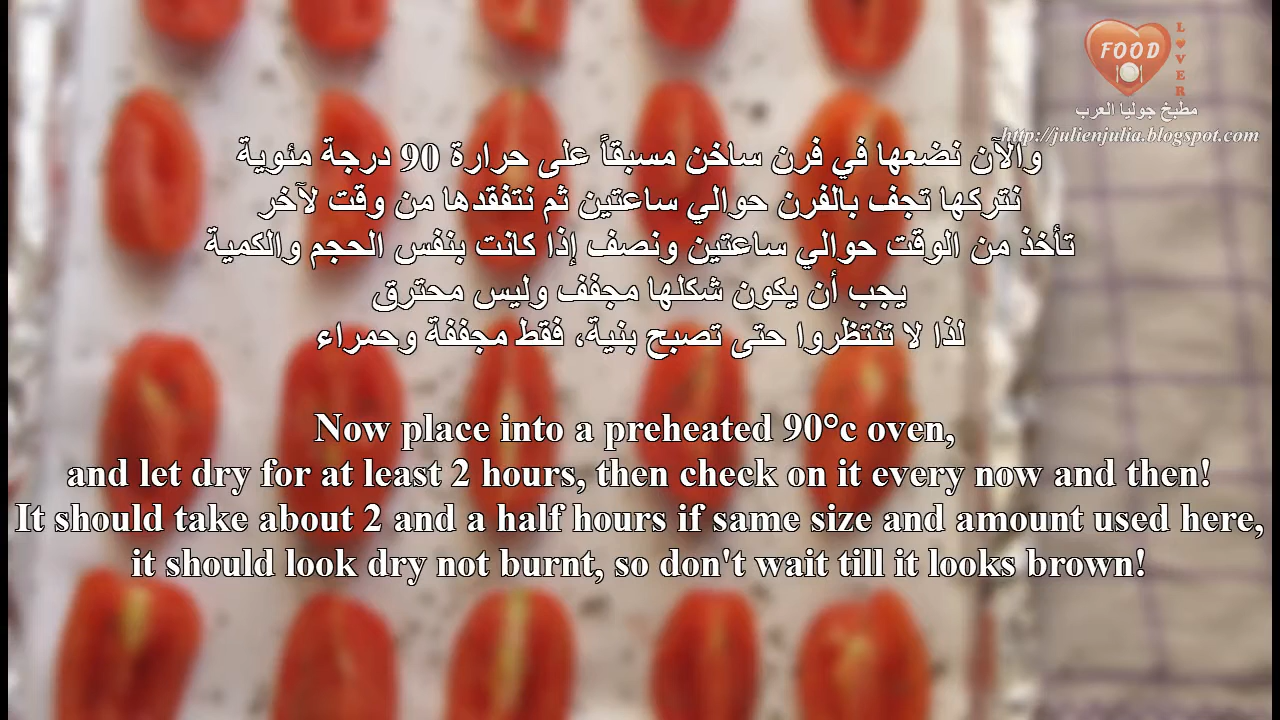 FOOD
L♥VER
مطبخ جوليا العرب
http://julienjulia.blogspot.com
والآن نضعها في فرن ساخن مسبقاً على حرارة 90 درجة مئوية
نتركها تجف بالفرن حوالي ساعتين ثم نتفقدها من وقت لآخر
تأخذ من الوقت حوالي ساعتين ونصف إذا كانت بنفس الحجم والكمية
يجب أن يكون شكلها مجفف وليس محترق
لذا لا تنتظروا حتى تصبح بنية، فقط مجففة وحمراء
Now place into a preheated 90°c oven,
and let dry for at least 2 hours, then check on it every now and then!
It should take about 2 and a half hours if same size and amount used here,
it should look dry not burnt, so don't wait till it looks brown!